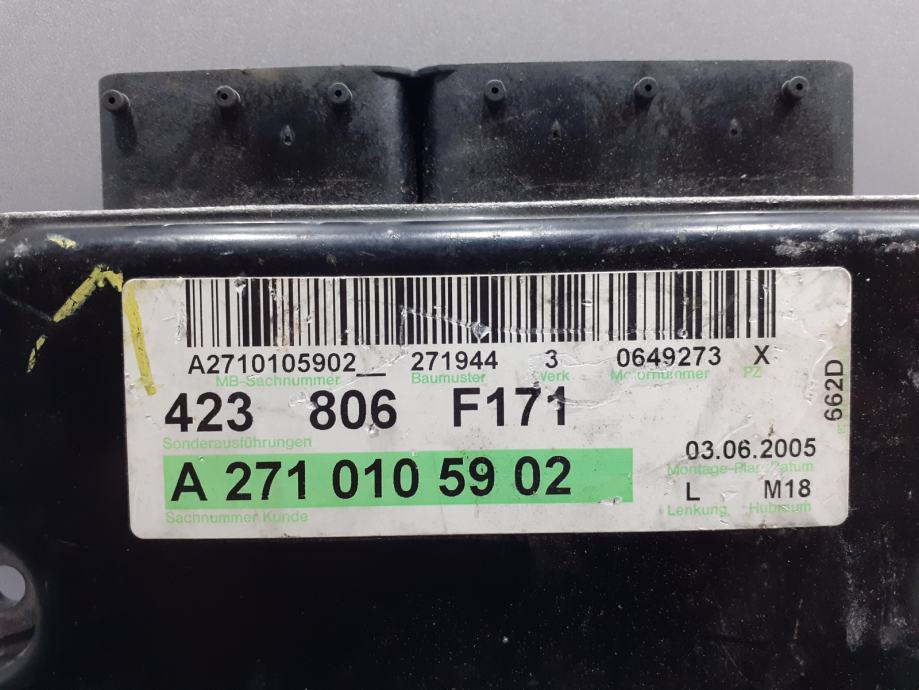 A2710105902__ 271944 3 0649273 X
MB-Sachnummer Baumuster Werk Motornummer PZ
423 806 F171
Sonderausführungen
A 271 010 59 02
Sachnummer Kunde
03.06.2005
Montage-Plan Datum
L M18
Lenkung Hubraum
662D